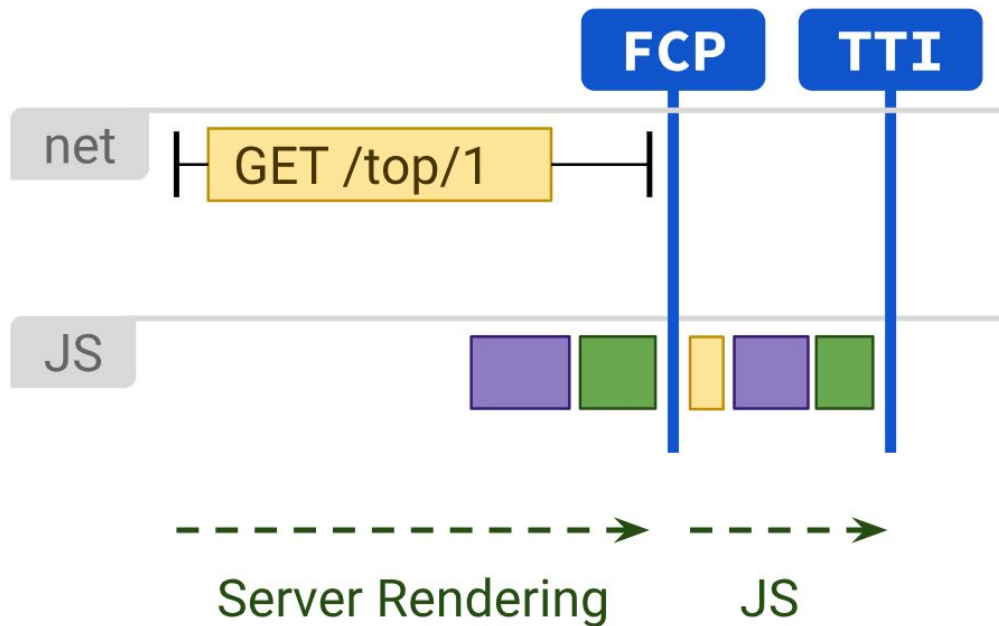 FCP
TTI
net
GET /top/1
JS
Server Rendering
JS